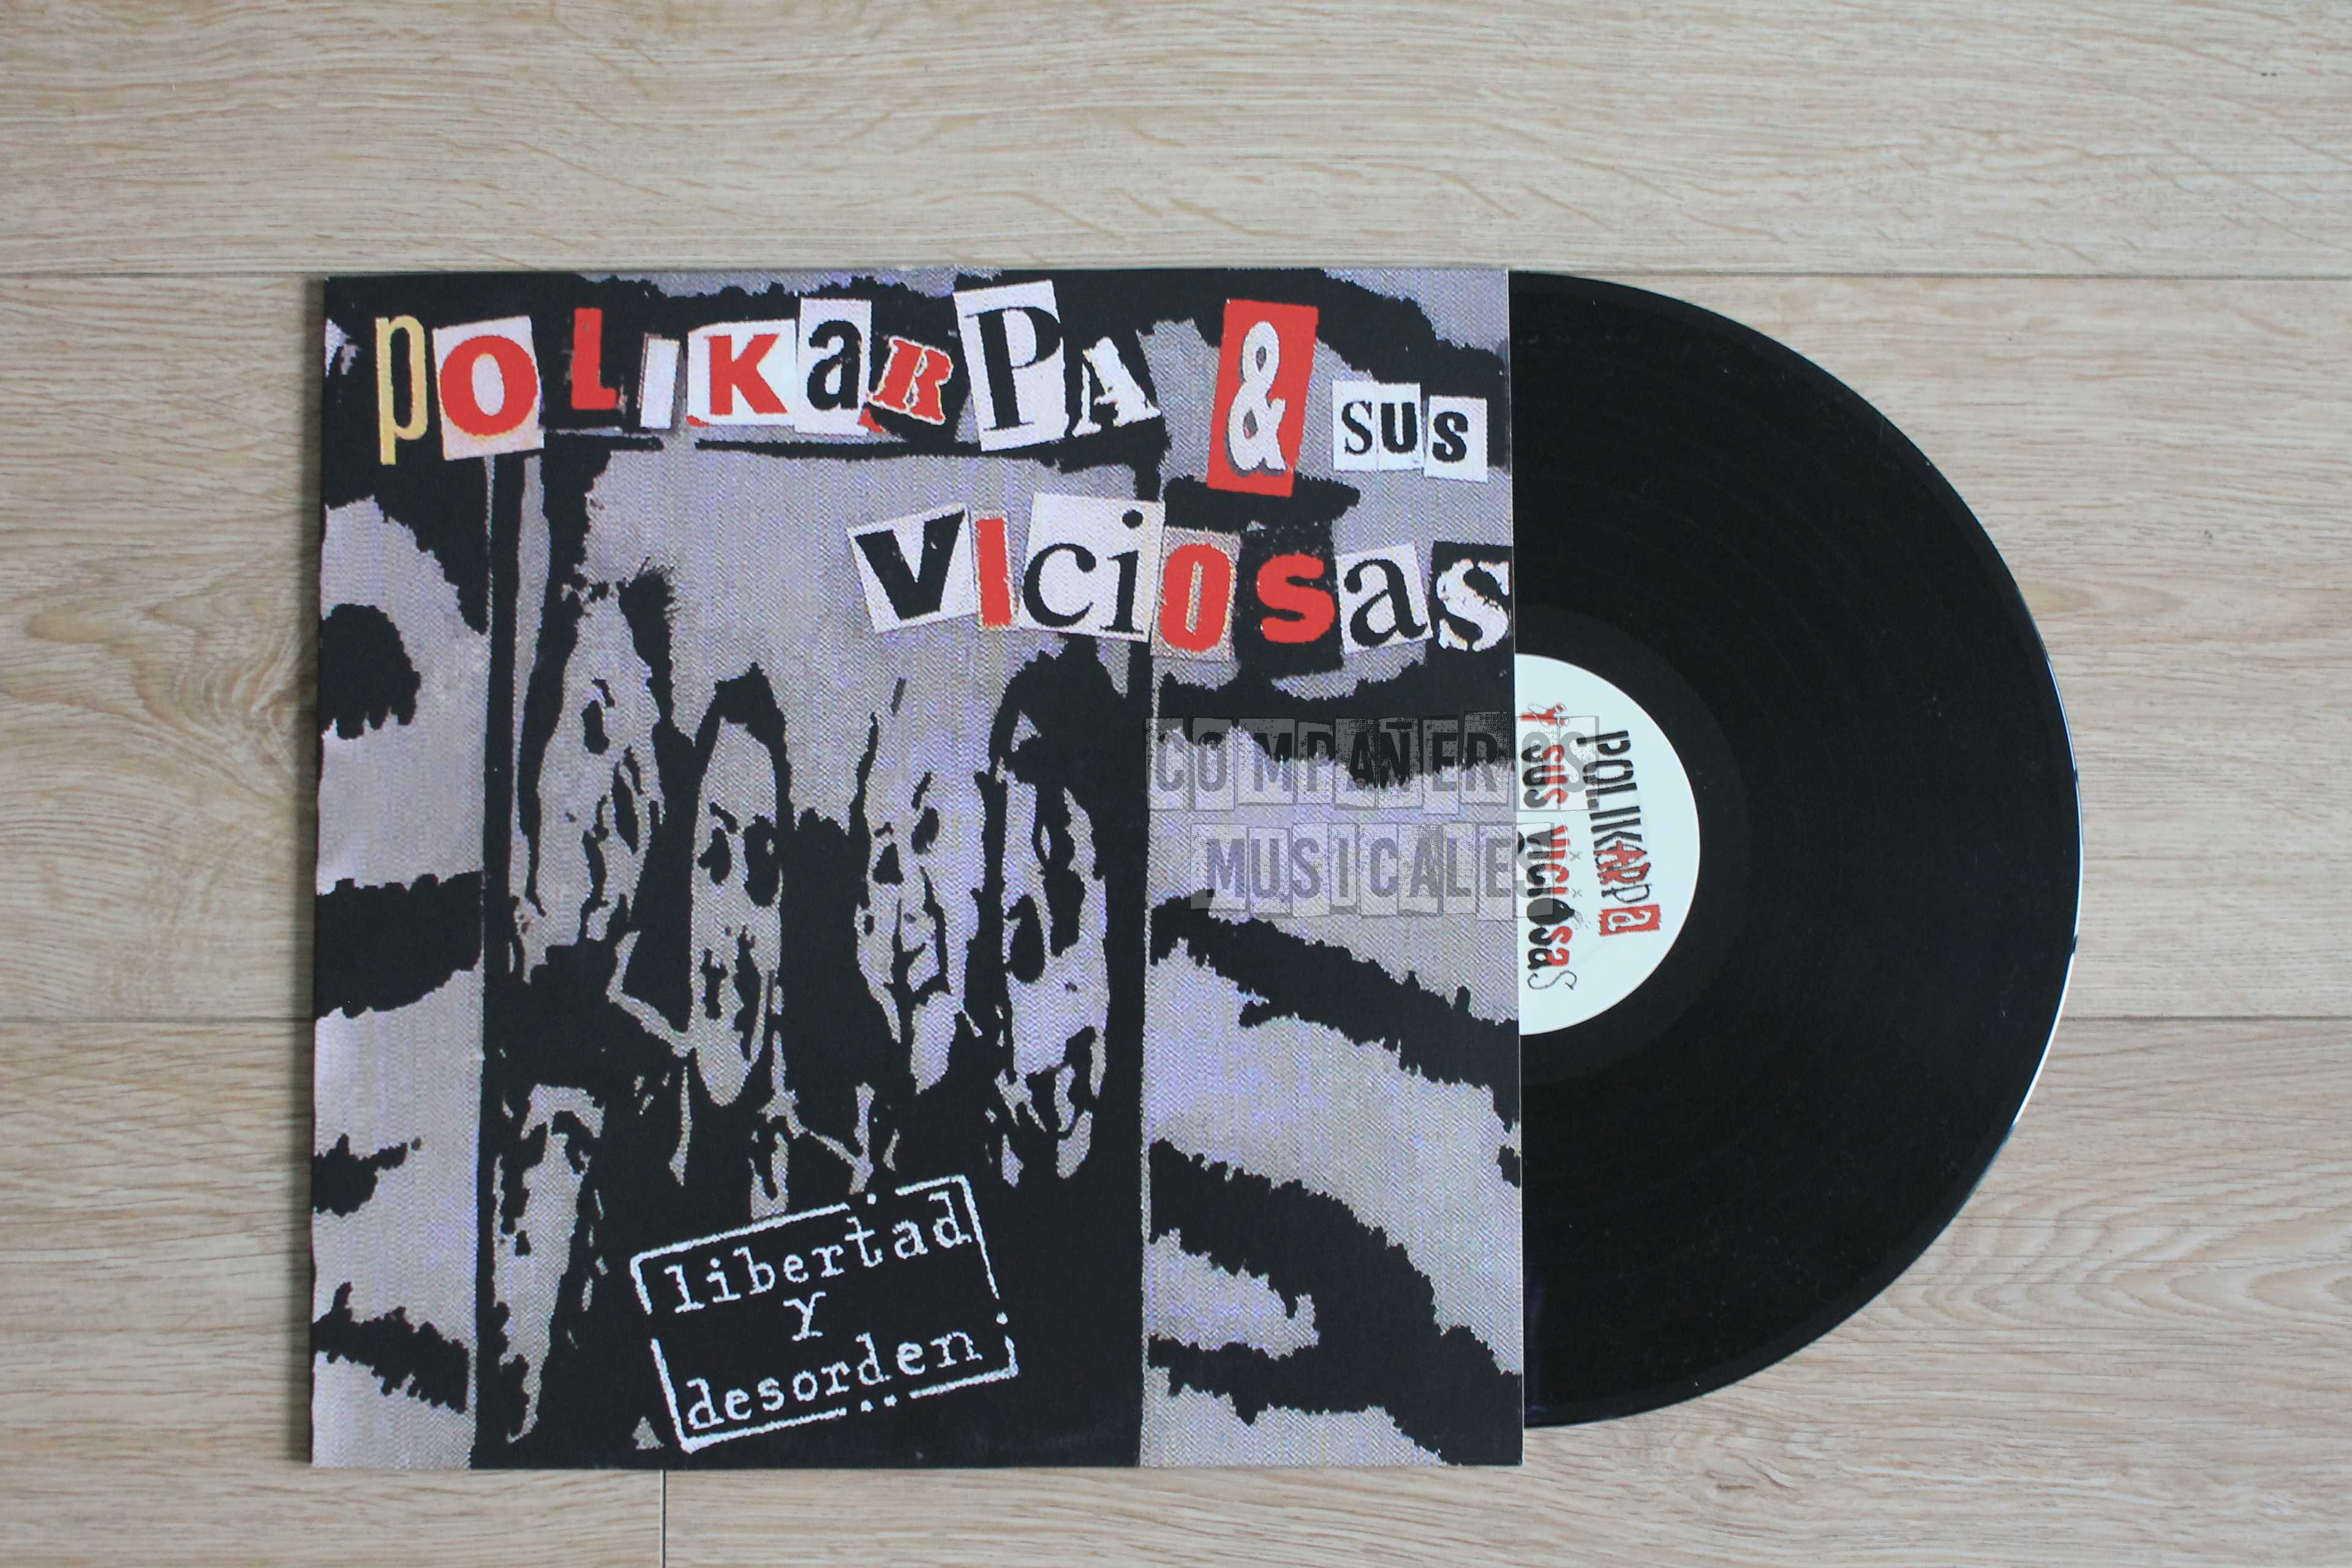 pOLIKaRPA & sus
VIciOSas
COMPAÑEROS
MUSICALES
POLIKARPa
Y SUS VICIOSaS
libertad
Y
desorden